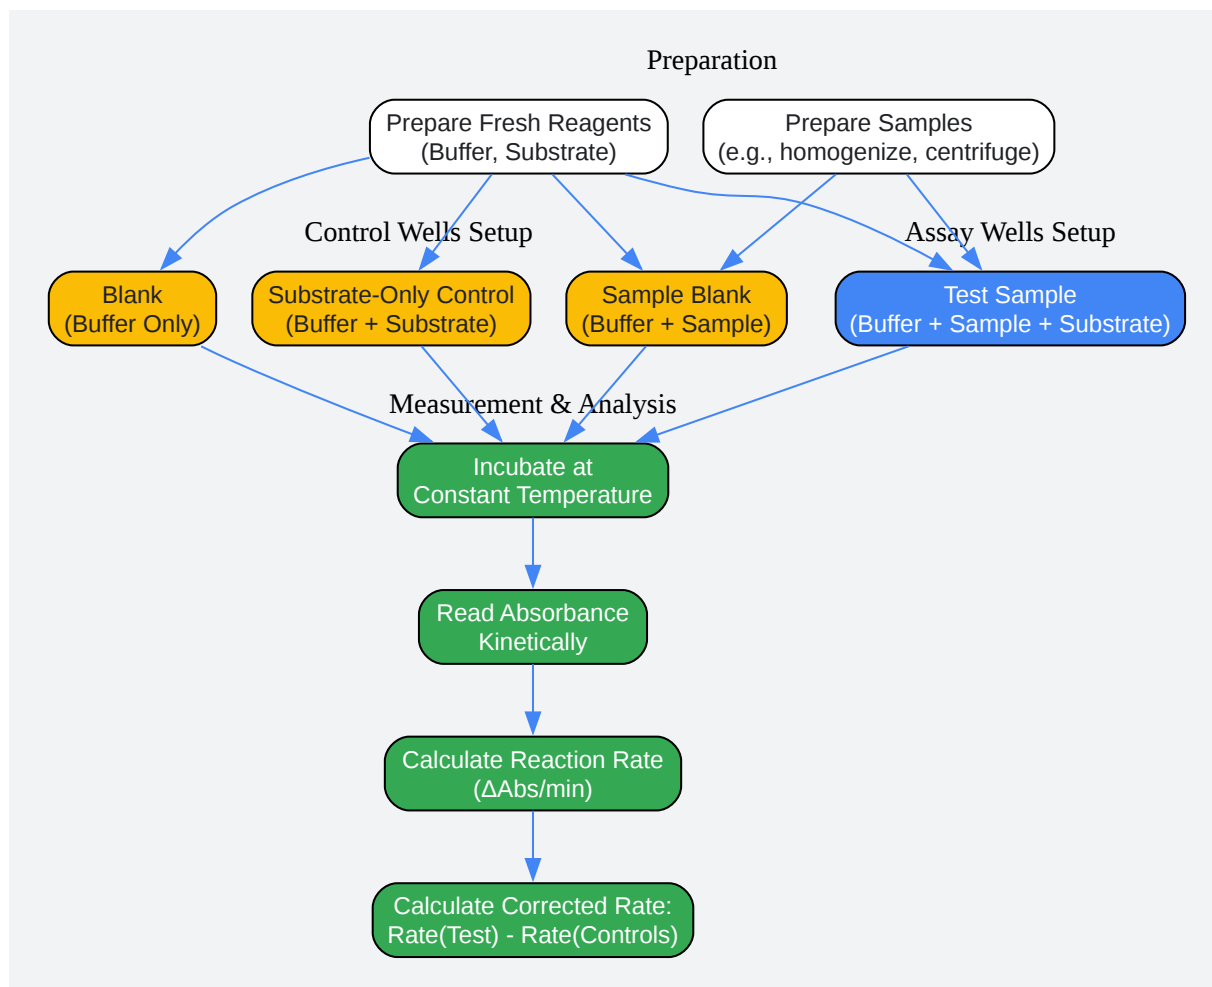 Preparation
Prepare Fresh Reagents
(Buffer, Substrate)
Prepare Samples
(e.g., homogenize, centrifuge)
Control Wells Setup
Assay Wells Setup
Blank
(Buffer Only)
Substrate-Only Control
(Buffer + Substrate)
Sample Blank
(Buffer + Sample)
Test Sample
(Buffer + Sample + Substrate)
Measurement & Analysis
Incubate at
Constant Temperature
Read Absorbance
Kinetically
Calculate Reaction Rate
(ΔAbs/min)
Calculate Corrected Rate:
Rate(Test) - Rate(Controls)